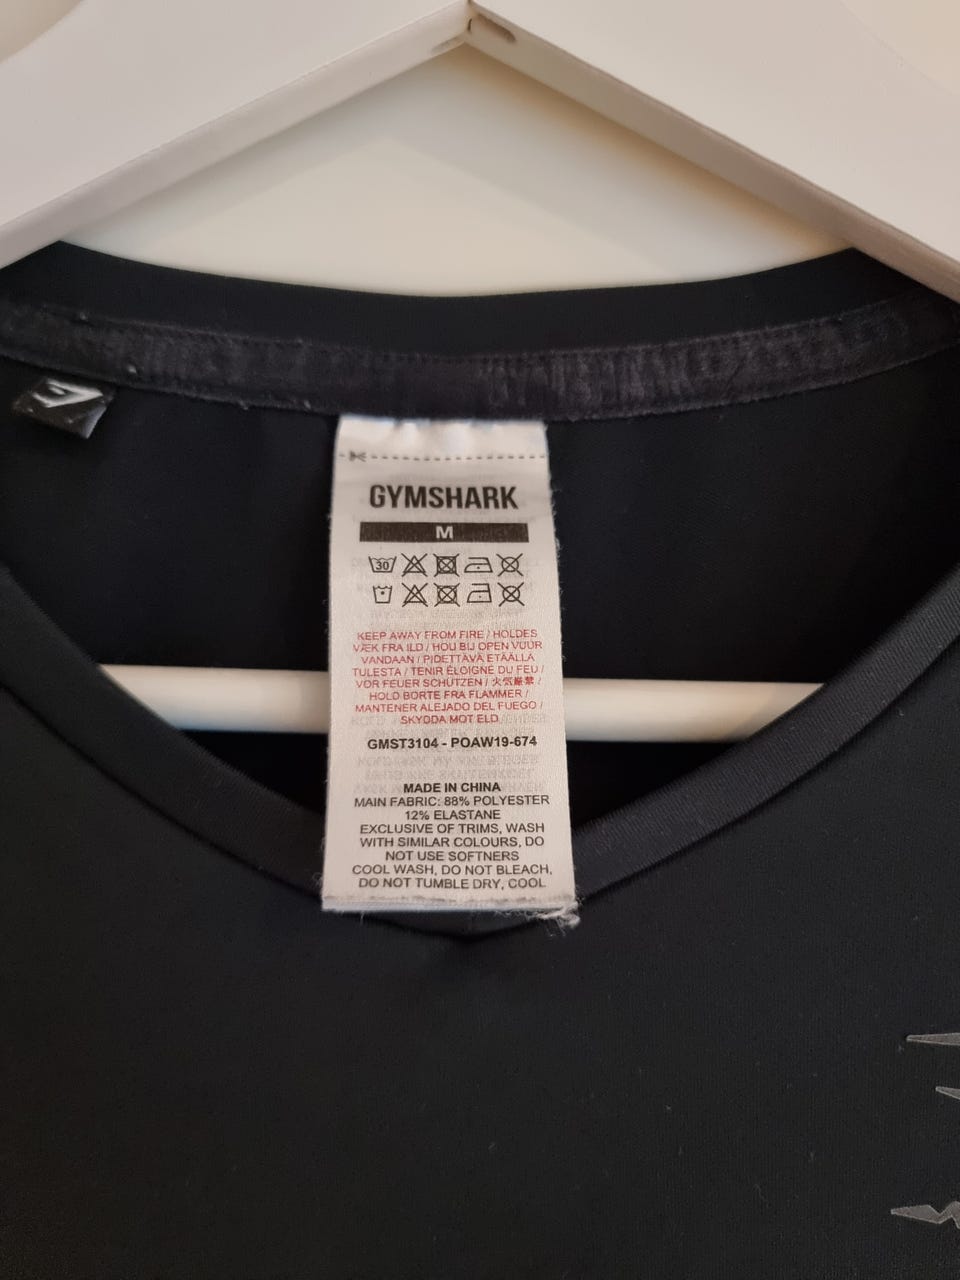 GYMSHARK
M
30
KEEP AWAY FROM FIRE / HOLDES
VÆK FRA ILD / HOU BIJ OPEN VUUR
VANDAAN / PIDETTÄVÄ ETÄÄLLÄ
TULESTA / TENIR ÉLOIGNÉ DU FEU /
VOR FEUER SCHÜTZEN / 火気厳禁 /
HOLD BORTE FRA FLAMMER /
MANTENER ALEJADO DEL FUEGO /
SKYDDA MOT ELD
GMST3104 - POAW19-674
MADE IN CHINA
MAIN FABRIC: 88% POLYESTER
12% ELASTANE
EXCLUSIVE OF TRIMS, WASH
WITH SIMILAR COLOURS, DO
NOT USE SOFTNERS
COOL WASH, DO NOT BLEACH,
DO NOT TUMBLE DRY, COOL